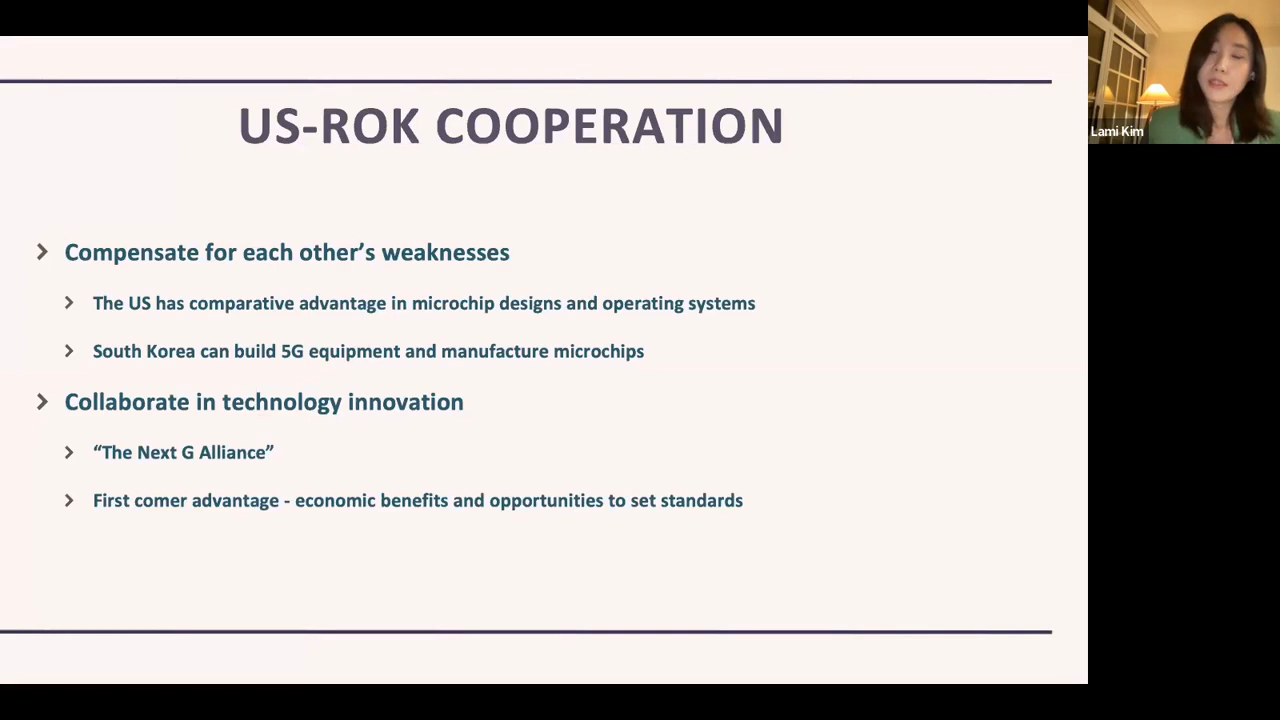 US-ROK COOPERATION
Compensate for each other’s weaknesses
The US has comparative advantage in microchip designs and operating systems
South Korea can build 5G equipment and manufacture microchips
Collaborate in technology innovation
“The Next G Alliance”
First comer advantage - economic benefits and opportunities to set standards
Lami Kim